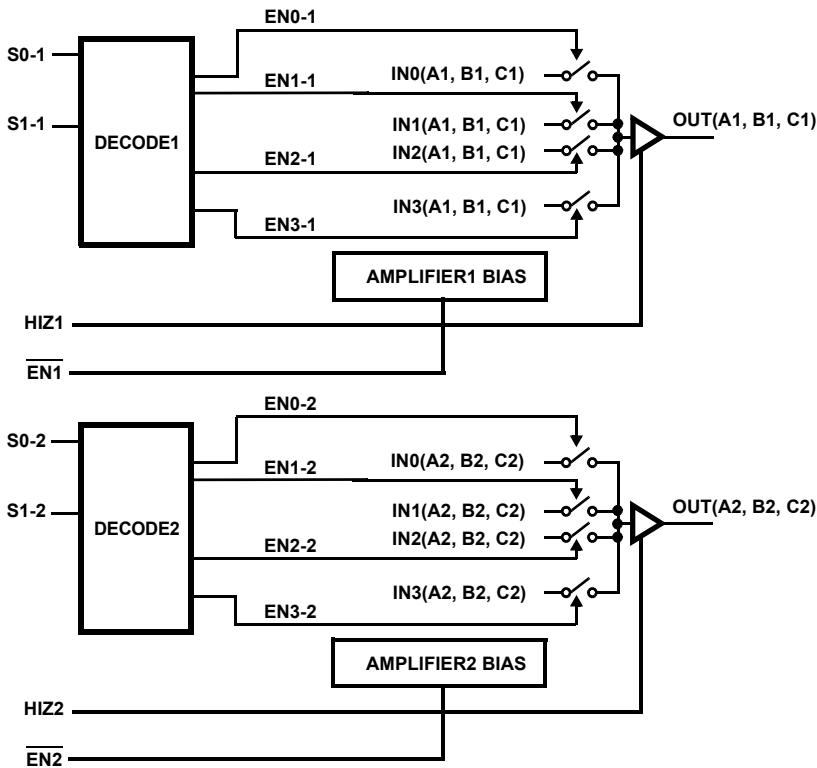 EN0-1
S0-1
EN1-1
IN0(A1, B1, C1)
S1-1
DECODE1
IN1(A1, B1, C1)
OUT(A1, B1, C1)
IN2(A1, B1, C1)
EN2-1
IN3(A1, B1, C1)
EN3-1
AMPLIFIER1 BIAS
HIZ1
EN1
EN0-2
S0-2
EN1-2
IN0(A2, B2, C2)
S1-2
DECODE2
IN1(A2, B2, C2)
OUT(A2, B2, C2)
IN2(A2, B2, C2)
EN2-2
IN3(A2, B2, C2)
EN3-2
AMPLIFIER2 BIAS
HIZ2
EN2